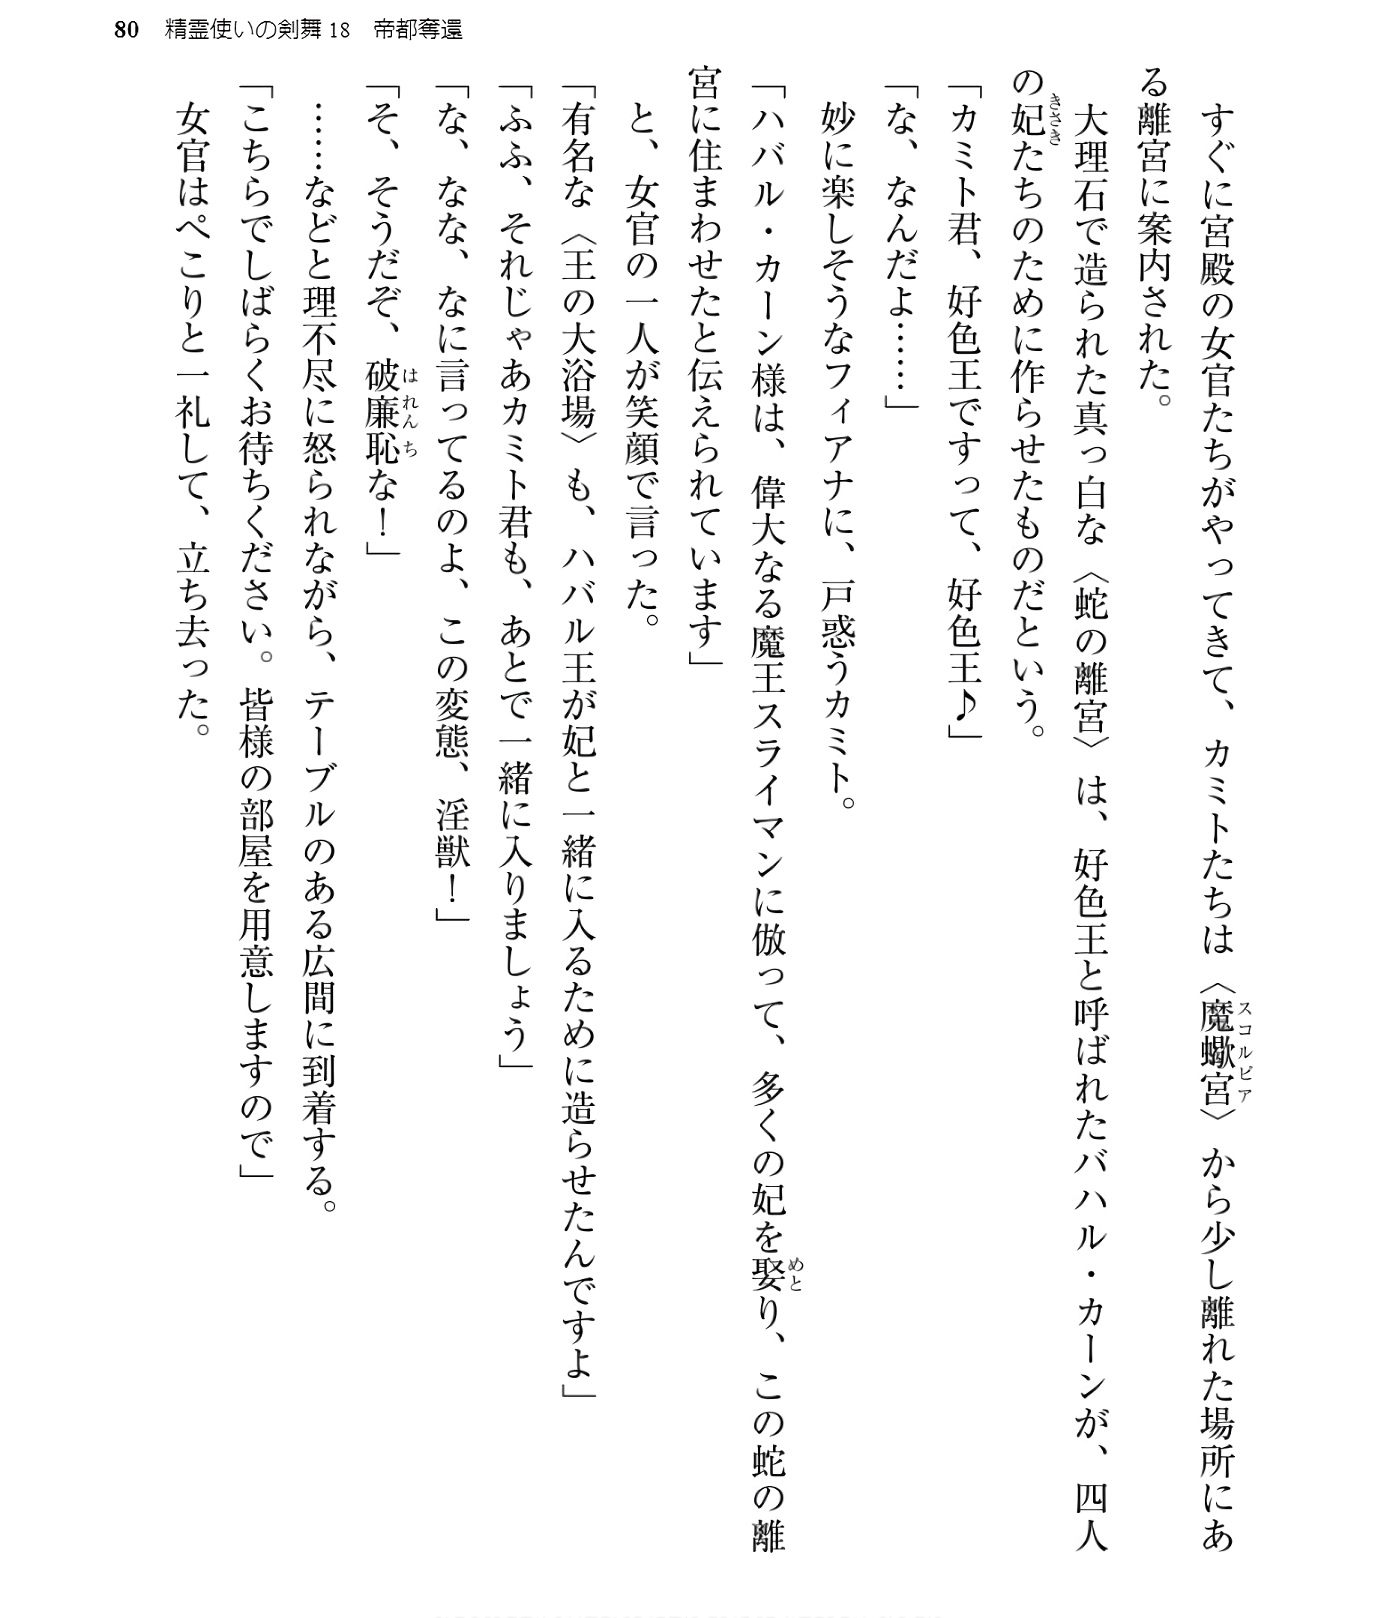 80 精霊使いの剣舞18 帝都奪還
すぐに宮殿の女官たちがやってきて、カミトたちは〈魔蠍宮〉から少し離れた場所にあ
スコルピア
る離宮に案内された。
大理石で造られた真っ白な〈蛇の離宮〉は、好色王と呼ばれたバハル・カーンが、四人
の妃たちのために作らせたものだという。
きさき
「カミト君、好色王ですって、好色王♪」
「な、なんだよ……」
妙に楽しそうなフィアナに、戸惑うカミト。
「ハバル・カーン様は、偉大なる魔王スライマンに倣って、多くの妃を娶り、この蛇の離
めと
宮に住まわせたと伝えられています」
と、女官の一人が笑顔で言った。
「有名な〈王の大浴場〉も、ハバル王が妃と一緒に入るために造らせたんですよ」
「ふふ、それじゃあカミト君も、あとで一緒に入りましょう」
「な、なな、なに言ってるのよ、この変態、淫獣！」
「そ、そうだぞ、破廉恥な！」
はれんち
……などと理不尽に怒られながら、テーブルのある広間に到着する。
「こちらでしばらくお待ちください。皆様の部屋を用意しますので」
女官はぺこりと一礼して、立ち去った。